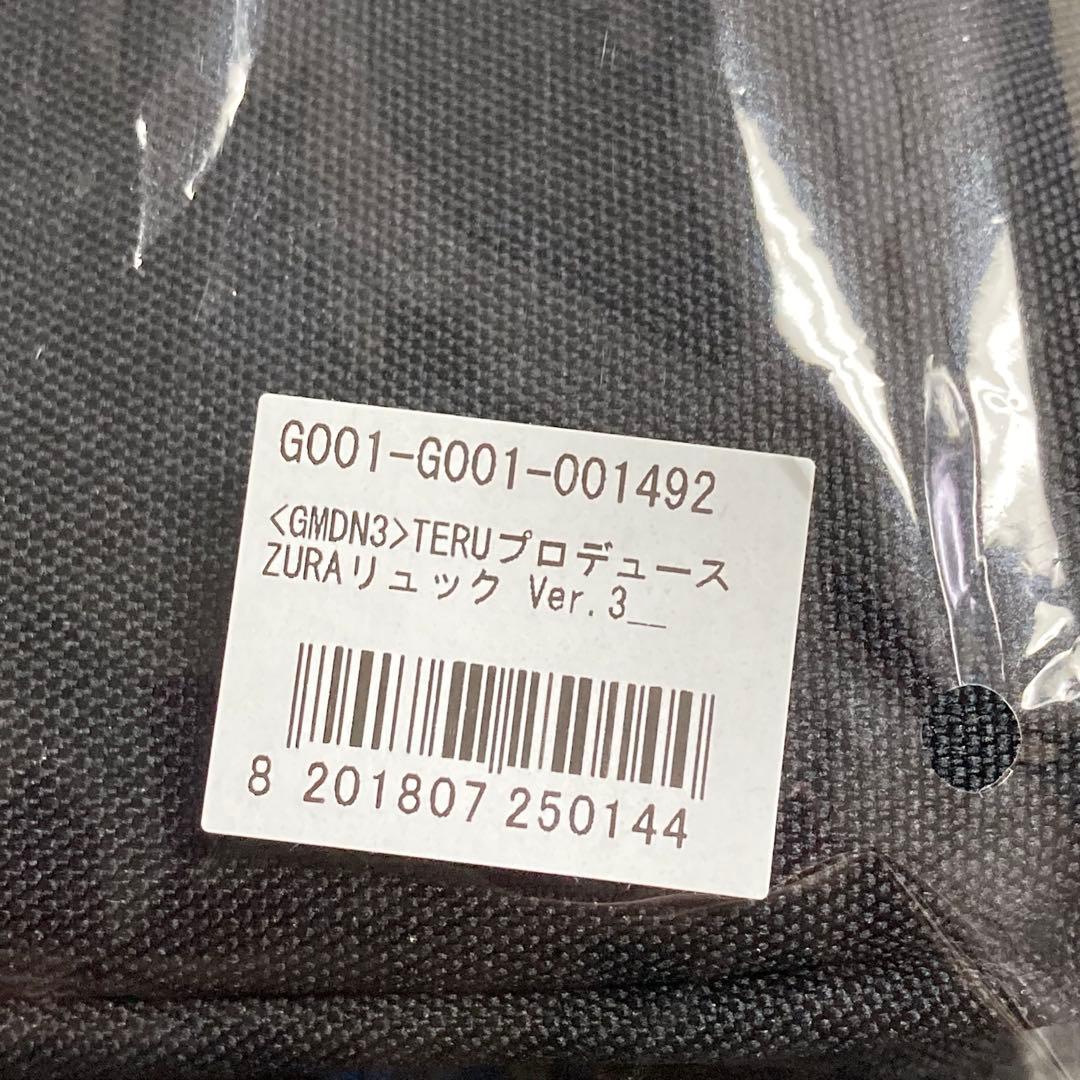 G001-G001-001492
<GMDN3>TERUプロデュース
ZURAリュック Ver.3__
8 201807 250144